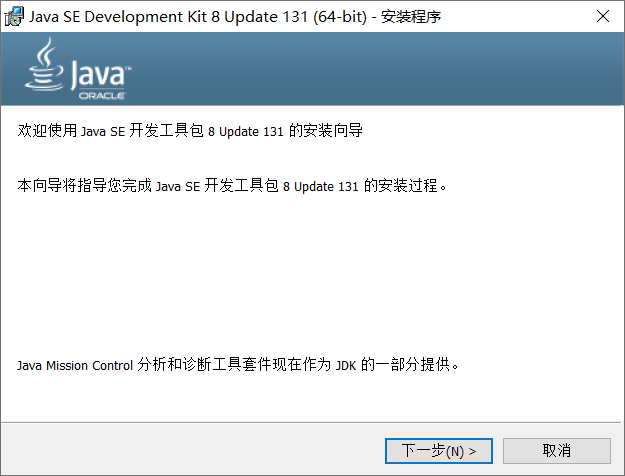 Java SE Development Kit 8 Update 131 (64-bit) - 安装程序
Java™
ORACLE
欢迎使用 Java SE 开发工具包 8 Update 131 的安装向导
本向导将指导您完成 Java SE 开发工具包 8 Update 131 的安装过程。
Java Mission Control 分析和诊断工具套件现在作为 JDK 的一部分提供。
下一步(N) >
取消